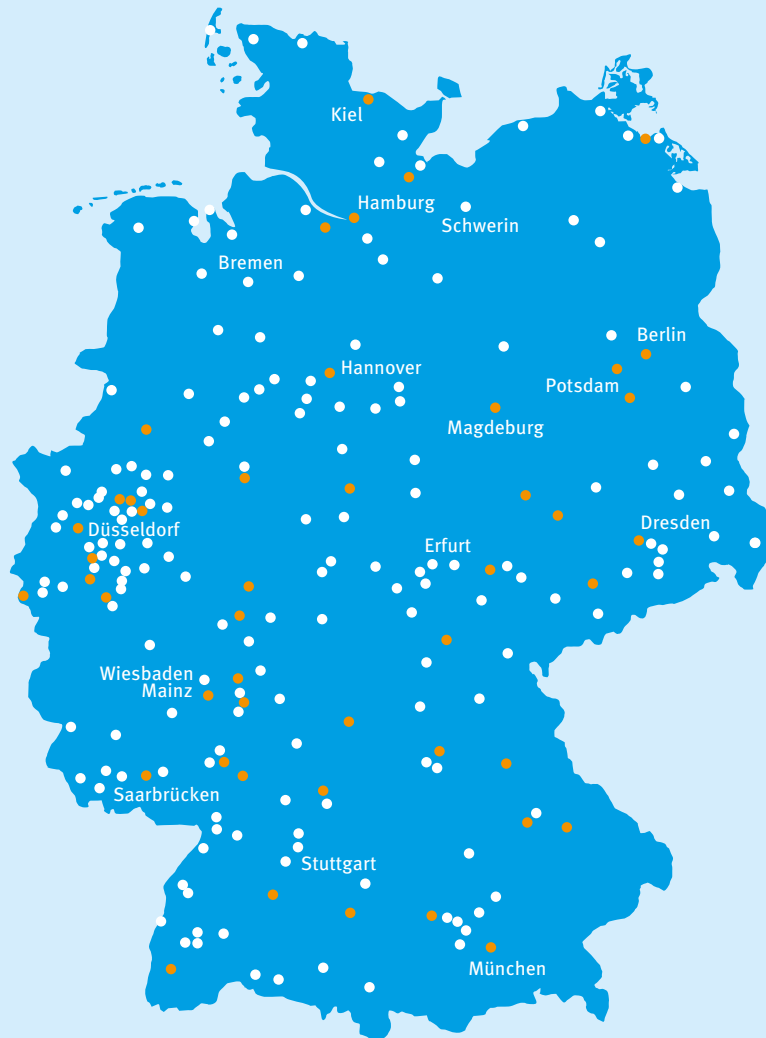 Kiel
Hamburg
Schwerin
Bremen
Berlin
Hannover
Potsdam
Magdeburg
Düsseldorf
Dresden
Erfurt
Wiesbaden
Mainz
Saarbrücken
Stuttgart
München